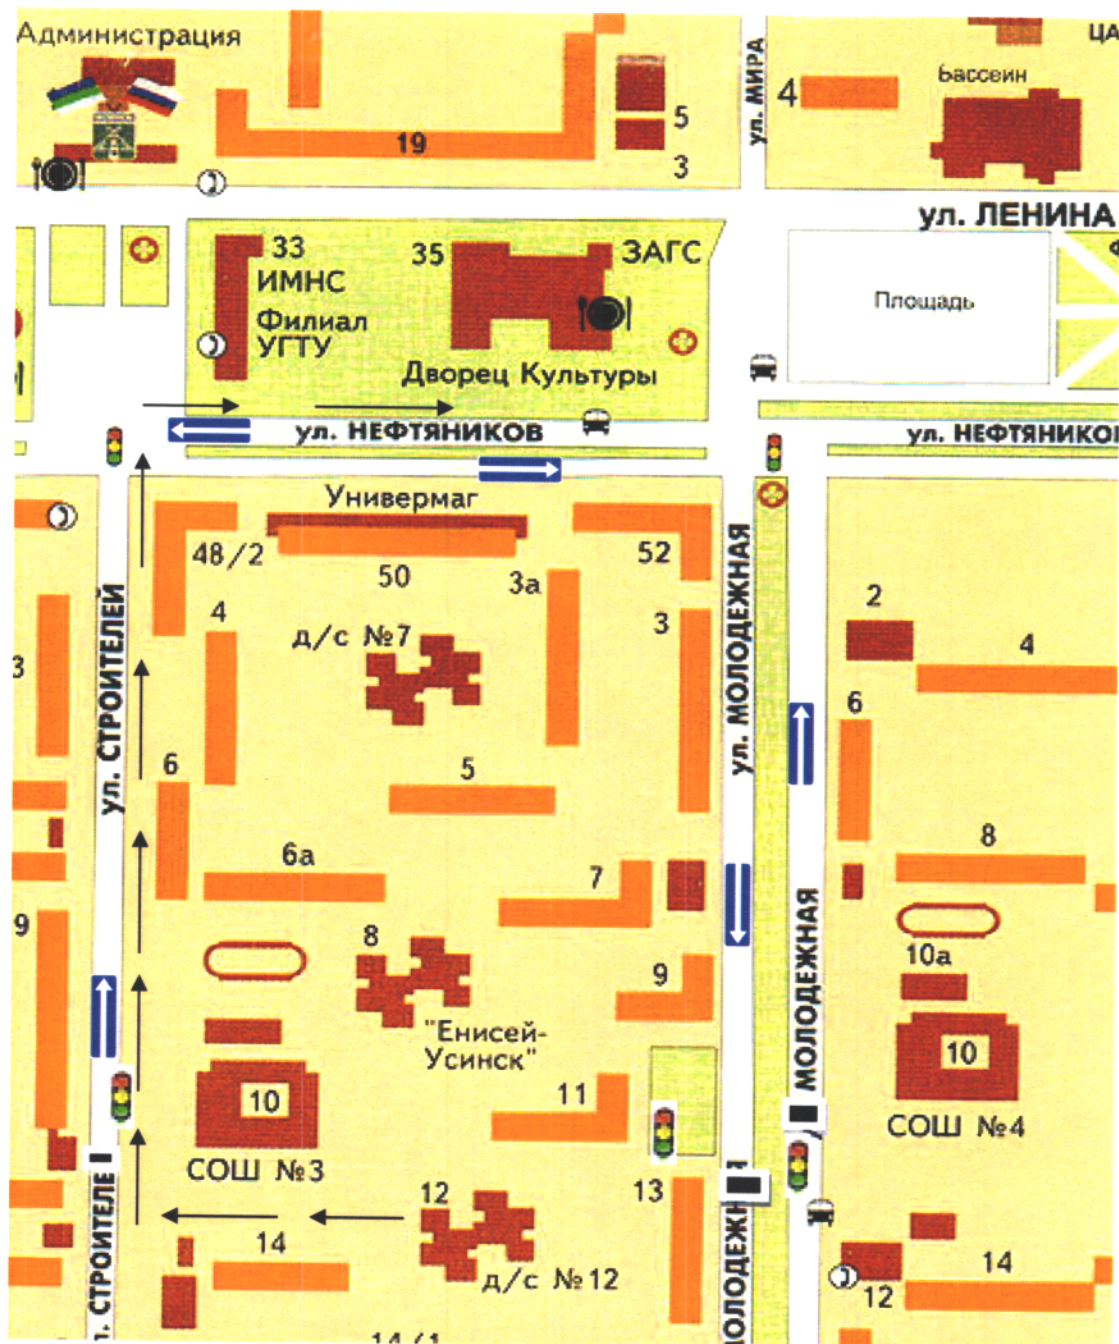 Администрация
ЦА
ул. МИРА
4
Бассейн
5
19
3
ул. ЛЕНИНА
33
ИМНС
Филиал
УГТУ
35
ЗАГС
Площадь
Дворец Культуры
ул. НЕФТЯНИКОВ
ул. НЕФТЯНИКО
Универмаг
48/2
50
3а
52
4
д/с №7
3
2
4
3
6
ул. СТРОИТЕЛЕЙ
ул. МОЛОДЕЖНАЯ
6
5
6а
7
8
9
8
9
10а
"Енисей-
Усинск"
МОЛОДЕЖНАЯ
10
11
10
СОШ №3
СОШ №4
12
13
СТРОИТЕЛЕ
14
д/с №12
14
12
14/1